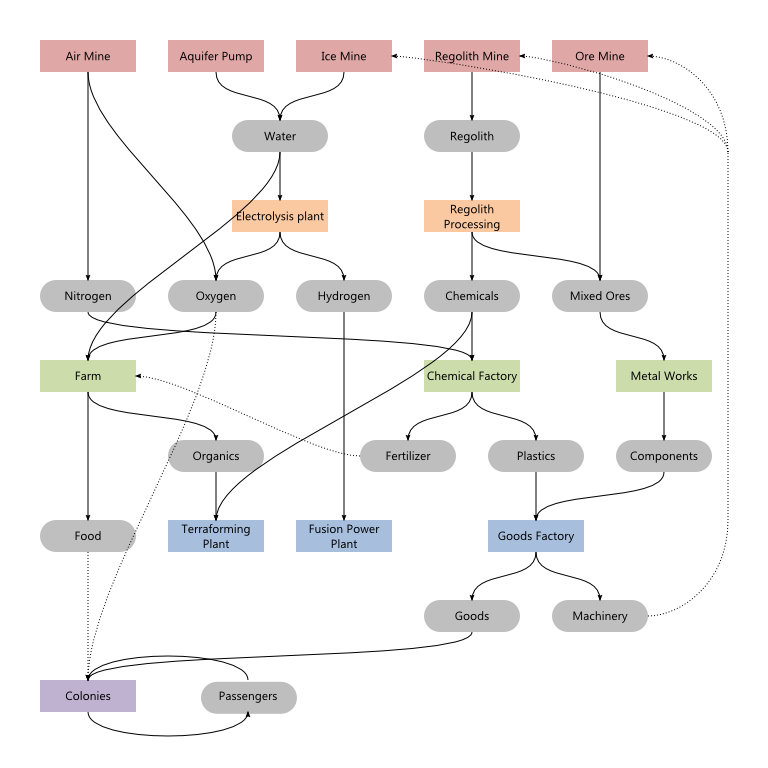 Air Mine
Aquifer Pump
Ice Mine
Regolith Mine
Ore Mine
Water
Regolith
Electrolysis plant
Regolith
Processing
Nitrogen
Oxygen
Hydrogen
Chemicals
Mixed Ores
Farm
Chemical Factory
Metal Works
Organics
Fertilizer
Plastics
Components
Food
Terraforming
Plant
Fusion Power
Plant
Goods Factory
Goods
Machinery
Colonies
Passengers